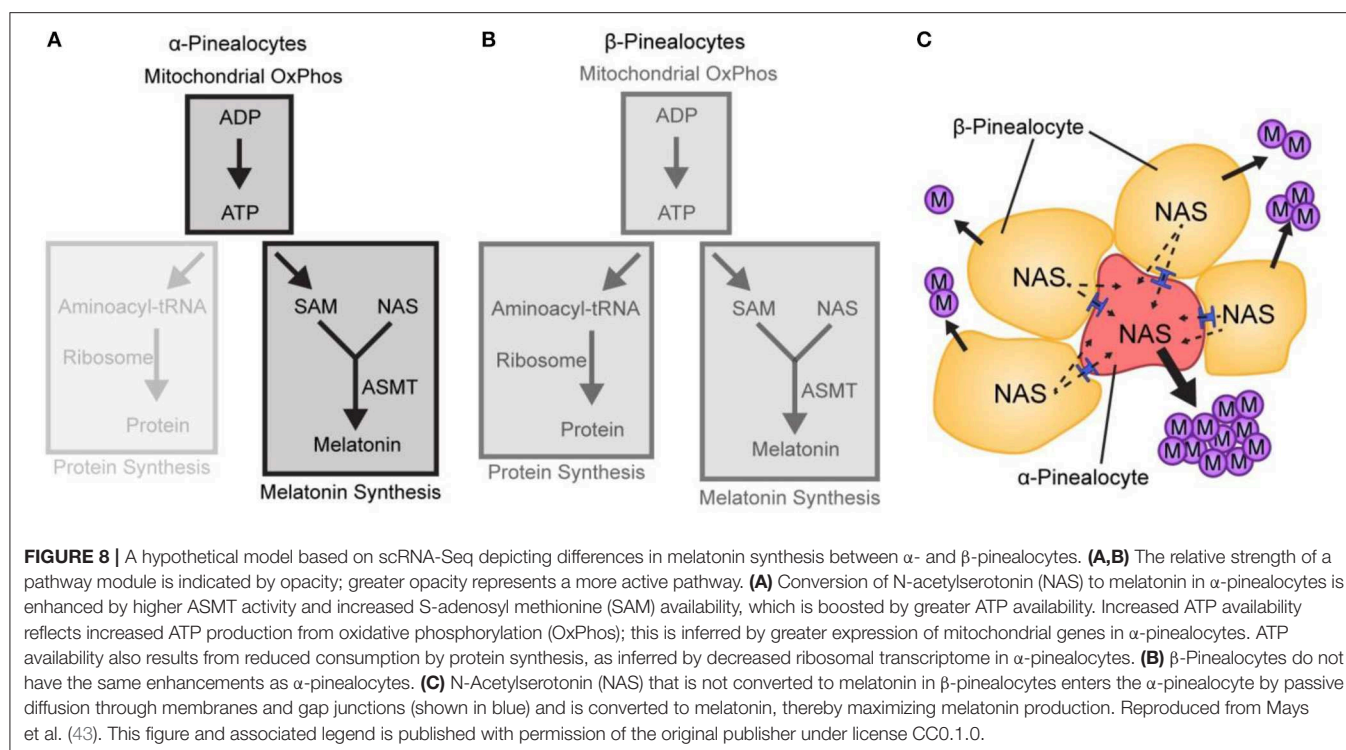 A
α-Pinealocytes
Mitochondrial OxPhos
ADP
ATP
Aminoacyl-tRNA
Ribosome
Protein
Protein Synthesis
SAM NAS
ASMT
Melatonin
Melatonin Synthesis
B
β-Pinealocytes
Mitochondrial OxPhos
ADP
ATP
Aminoacyl-tRNA
Ribosome
Protein
Protein Synthesis
SAM NAS
ASMT
Melatonin
Melatonin Synthesis
C
β-Pinealocyte
M
M
M
M
M
M
M
M
M
NAS
NAS
NAS
NAS
NAS
M
M
M
M
M
M
M
M
M
M
M
M
α-Pinealocyte
FIGURE 8 | A hypothetical model based on scRNA-Seq depicting differences in melatonin synthesis between α- and β-pinealocytes. (A,B) The relative strength of a
pathway module is indicated by opacity; greater opacity represents a more active pathway. (A) Conversion of N-acetylserotonin (NAS) to melatonin in α-pinealocytes is
enhanced by higher ASMT activity and increased S-adenosyl methionine (SAM) availability, which is boosted by greater ATP availability. Increased ATP availability
reflects increased ATP production from oxidative phosphorylation (OxPhos); this is inferred by greater expression of mitochondrial genes in α-pinealocytes. ATP
availability also results from reduced consumption by protein synthesis, as inferred by decreased ribosomal transcriptome in α-pinealocytes. (B) β-Pinealocytes do not
have the same enhancements as α-pinealocytes. (C) N-Acetylserotonin (NAS) that is not converted to melatonin in β-pinealocytes enters the α-pinealocyte by passive
diffusion through membranes and gap junctions (shown in blue) and is converted to melatonin, thereby maximizing melatonin production. Reproduced from Mays
et al. (43). This figure and associated legend is published with permission of the original publisher under license CC0.1.0.